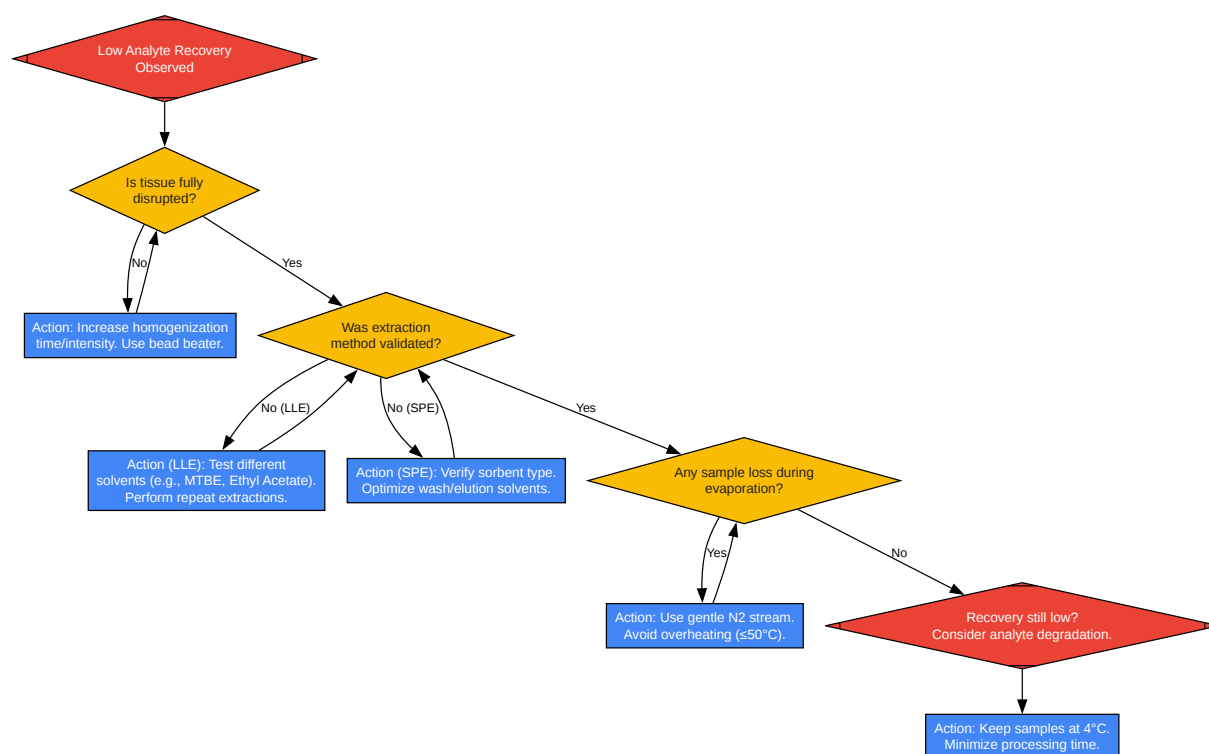 Low Analyte Recovery
Observed
Is tissue fully
disrupted?
No
Yes
Action: Increase homogenization
time/intensity. Use bead beater.
Was extraction
method validated?
No (LLE)
No (SPE)
Yes
Action (LLE): Test different
solvents (e.g., MTBE, Ethyl Acetate).
Perform repeat extractions.
Action (SPE): Verify sorbent type.
Optimize wash/elution solvents.
Any sample loss during
evaporation?
Yes
No
Action: Use gentle N2 stream.
Avoid overheating (≤50°C).
Recovery still low?
Consider analyte degradation.
Action: Keep samples at 4°C.
Minimize processing time.